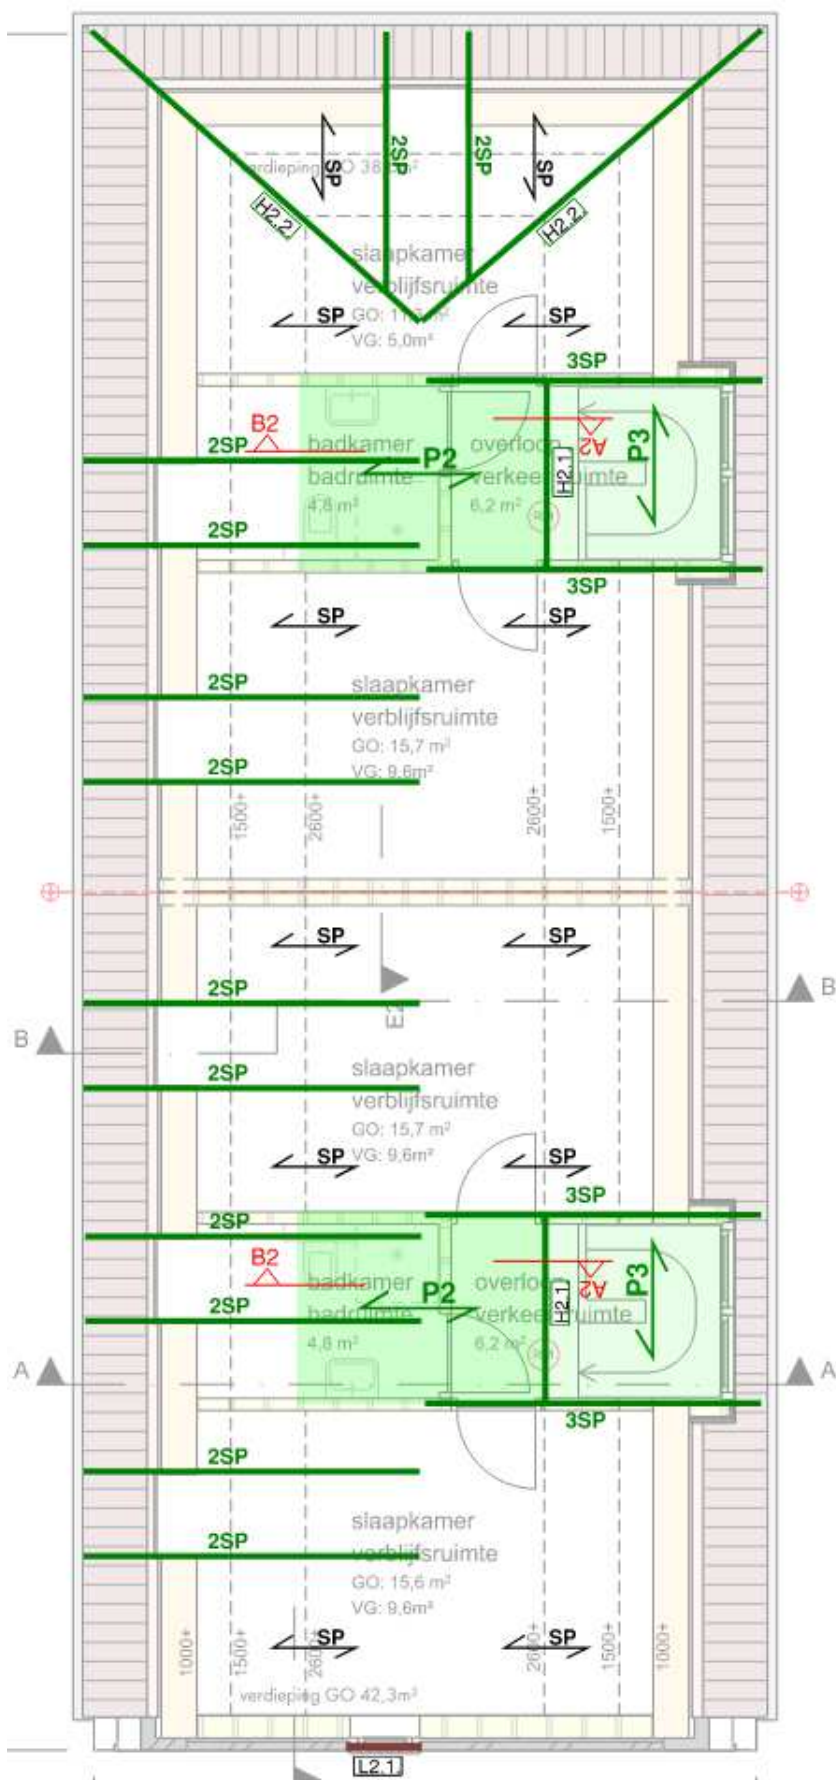 2SP
2SP
SP
SP
verdieping GO 38
H2.2
H2.2
slaapkamer
verblijfsruimte
VG: 5,0m²
SP
SP
3SP
B2
A2
2SP
badkamer
badruimte
4,8 m²
P2
overloop
verkeersruimte
6,2 m²
H2.1
P3
2SP
3SP
SP
SP
2SP
slaapkamer
verblijfsruimte
GO: 15,7 m²
VG: 9,6m²
2SP
1500+
2600+
2600+
1500+
SP
SP
2SP
E2
B
B
2SP
slaapkamer
verblijfsruimte
GO: 15,7 m²
VG: 9,6m²
SP
SP
3SP
2SP
B2
A2
badkamer
badruimte
4,8 m²
P2
overloop
verkeersruimte
6,2 m²
H2.1
P3
2SP
A
A
3SP
2SP
slaapkamer
verblijfsruimte
GO: 15,6 m²
VG: 9,6m²
2SP
SP
SP
1000+
1500+
2600+
2600+
1500+
1000+
verdieping GO 42,3m²
L2.1